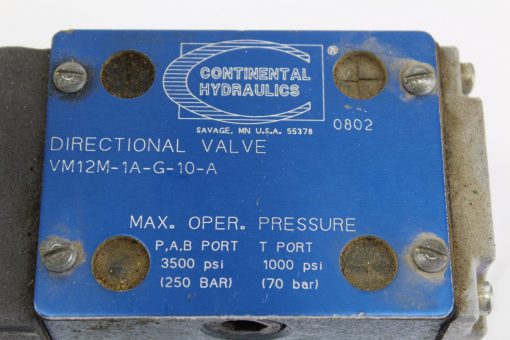 CONTINENTAL
HYDRAULICS
®
SAVAGE, MN U.S.A. 55378
0802
DIRECTIONAL VALVE
VM12M-1A-G-10-A
MAX. OPER. PRESSURE
P,A,B PORT T PORT
3500 psi 1000 psi
(250 BAR) (70 bar)